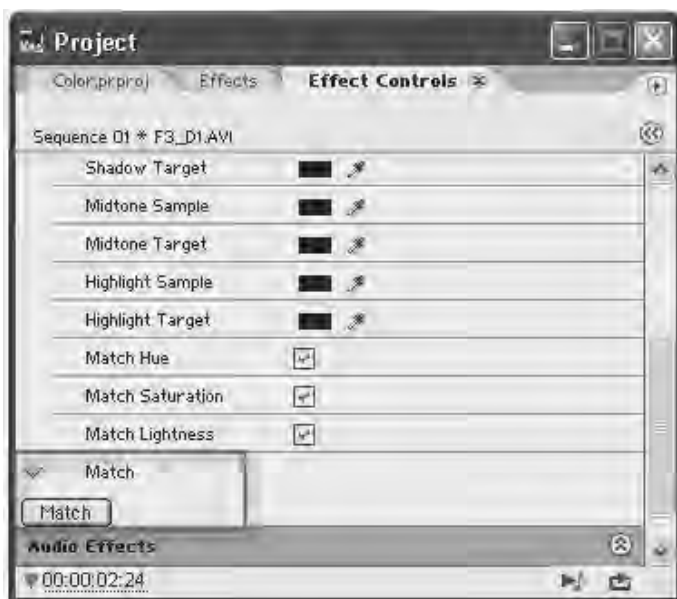 Project
Color.prproj Effects Effect Controls
Sequence 01 * F3_D1.AVI
Shadow Target
Midtone Sample
Midtone Target
Highlight Sample
Highlight Target
Match Hue
Match Saturation
Match Lightness
Match
Match
Audio Effects
00:00:02:24